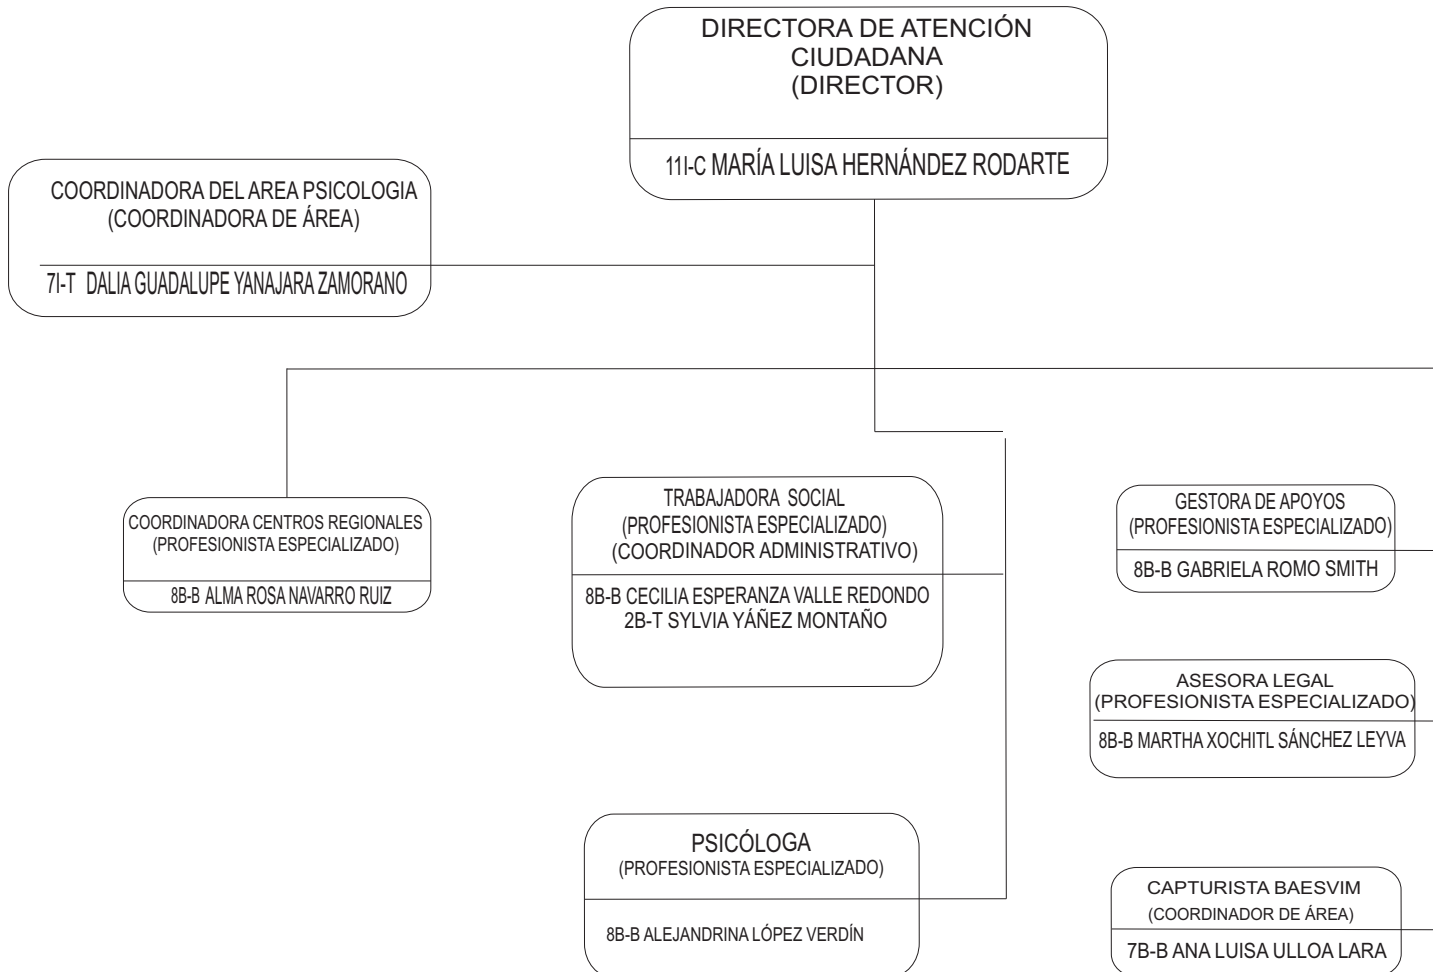 DIRECTORA DE ATENCIÓN
CIUDADANA
(DIRECTOR)
11I-C MARÍA LUISA HERNÁNDEZ RODARTE
COORDINADORA DEL AREA PSICOLOGIA
(COORDINADORA DE ÁREA)
7I-T DALIA GUADALUPE YANAJARA ZAMORANO
COORDINADORA CENTROS REGIONALES
(PROFESIONISTA ESPECIALIZADO)
8B-B ALMA ROSA NAVARRO RUIZ
TRABAJADORA SOCIAL
(PROFESIONISTA ESPECIALIZADO)
(COORDINADOR ADMINISTRATIVO)
8B-B CECILIA ESPERANZA VALLE REDONDO
2B-T SYLVIA YÁÑEZ MONTAÑO
GESTORA DE APOYOS
(PROFESIONISTA ESPECIALIZADO)
8B-B GABRIELA ROMO SMITH
ASESORA LEGAL
(PROFESIONISTA ESPECIALIZADO)
8B-B MARTHA XOCHITL SÁNCHEZ LEYVA
PSICÓLOGA
(PROFESIONISTA ESPECIALIZADO)
8B-B ALEJANDRINA LÓPEZ VERDÍN
CAPTURISTA BAESVIM
(COORDINADOR DE ÁREA)
7B-B ANA LUISA ULLOA LARA